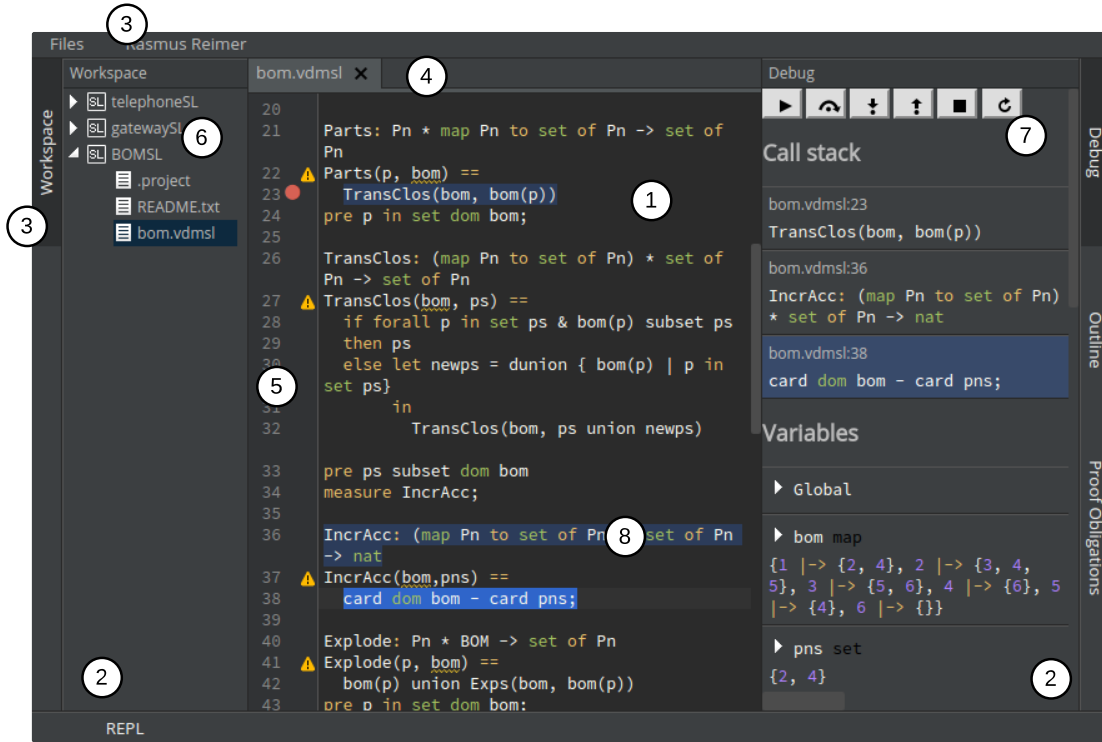 3
Files Rasmus Reimer
Workspace
3
Workspace
SL telephoneSL
SL gatewaySL
6
SL BOMSL
.project
README.txt
bom.vdmsl
2
bom.vdmsl ✕
4
20
21 Parts: Pn * map Pn to set of Pn -> set of
Pn
22 Parts(p, bom) ==
23 TransClos(bom, bom(p))
1
24 pre p in set dom bom;
25
26 TransClos: (map Pn to set of Pn) * set of
Pn -> set of Pn
27 TransClos(bom, ps) ==
28 if forall p in set ps & bom(p) subset ps
29 then ps
30 else let newps = dunion { bom(p) | p in
set ps}
5
31 in
32 TransClos(bom, ps union newps)
33 pre ps subset dom bom
34 measure IncrAcc;
35
36 IncrAcc: (map Pn to set of Pn set of Pn
8
-> nat
37 IncrAcc(bom,pns) ==
38 card dom bom - card pns;
39
40 Explode: Pn * BOM -> set of Pn
41 Explode(p, bom) ==
42 bom(p) union Exps(bom, bom(p))
43 pre p in set dom bom;
Debug
7
Call stack
bom.vdmsl:23
TransClos(bom, bom(p))
bom.vdmsl:36
IncrAcc: (map Pn to set of Pn)
* set of Pn -> nat
bom.vdmsl:38
card dom bom - card pns;
Variables
Global
bom map
{1 |-> {2, 4}, 2 |-> {3, 4,
5}, 3 |-> {5, 6}, 4 |-> {6}, 5
|-> {4}, 6 |-> {}}
pns set
{2, 4}
2
Debug
Outline
Proof Obligations
REPL